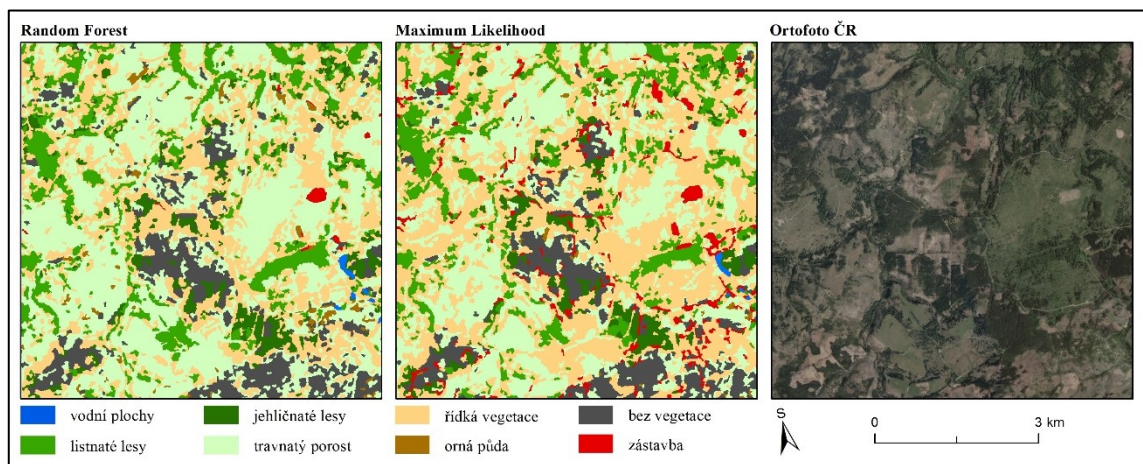 Random Forest
Maximum Likelihood
Ortofoto ČR
vodní plochy
jehličnaté lesy
řídká vegetace
bez vegetace
listnaté lesy
travnatý porost
orná půda
zástavba
S
0
3 km